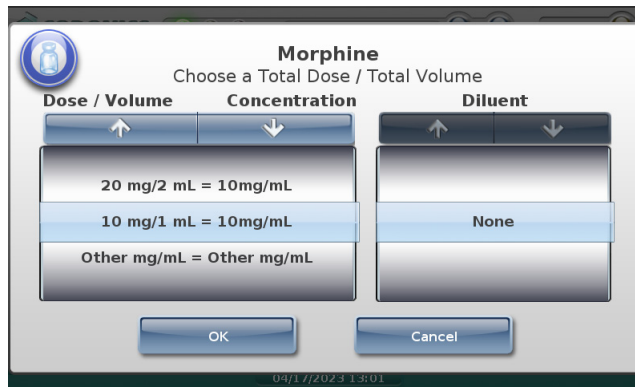 Morphine
Choose a Total Dose / Total Volume
Dose / Volume Concentration Diluent
20 mg/2 mL = 10mg/mL
10 mg/1 mL = 10mg/mL None
Other mg/mL = Other mg/mL
OK Cancel
04/17/2023 13:01